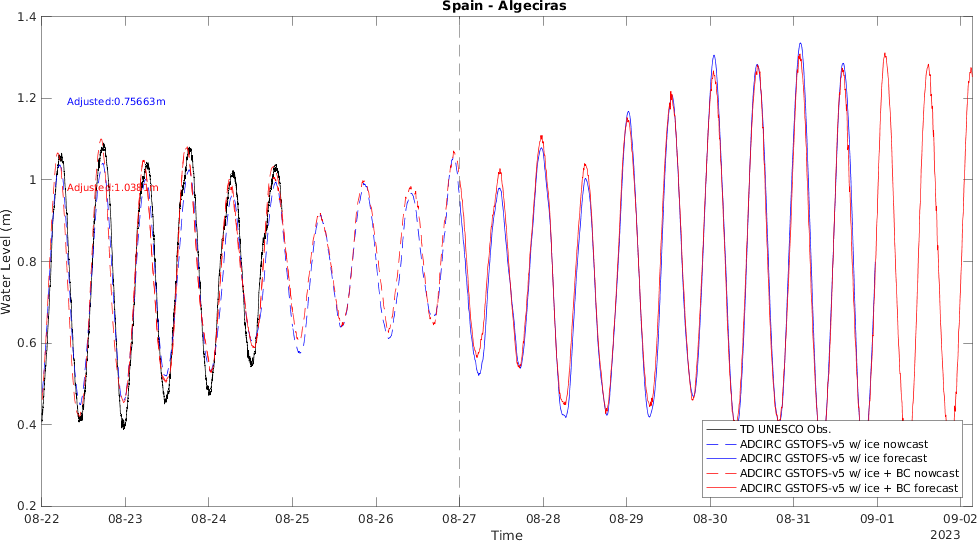 Spain - Algeciras
1.4
1.2
1
0.8
0.6
0.4
0.2
Water Level (m)
Adjusted:0.75663m
TD UNESCO Obs.
ADCIRC GSTOFS-v5 w/ ice nowcast
ADCIRC GSTOFS-v5 w/ ice forecast
ADCIRC GSTOFS-v5 w/ ice + BC nowcast
ADCIRC GSTOFS-v5 w/ ice + BC forecast
08-22 08-23 08-24 08-25 08-26 08-27 08-28 08-29 08-30 08-31 09-01 09-02
Time
2023